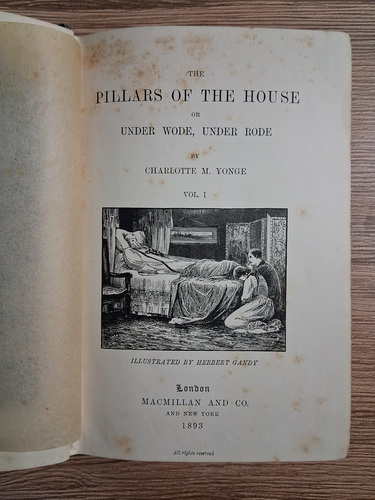 THE
PILLARS OF THE HOUSE
OR
UNDER WODE, UNDER RODE
BY
CHARLOTTE M. YONGE
VOL. I
ILLUSTRATED BY HERBERT GANDY
London
MACMILLAN AND CO.
AND NEW YORK
1893
All rights reserved